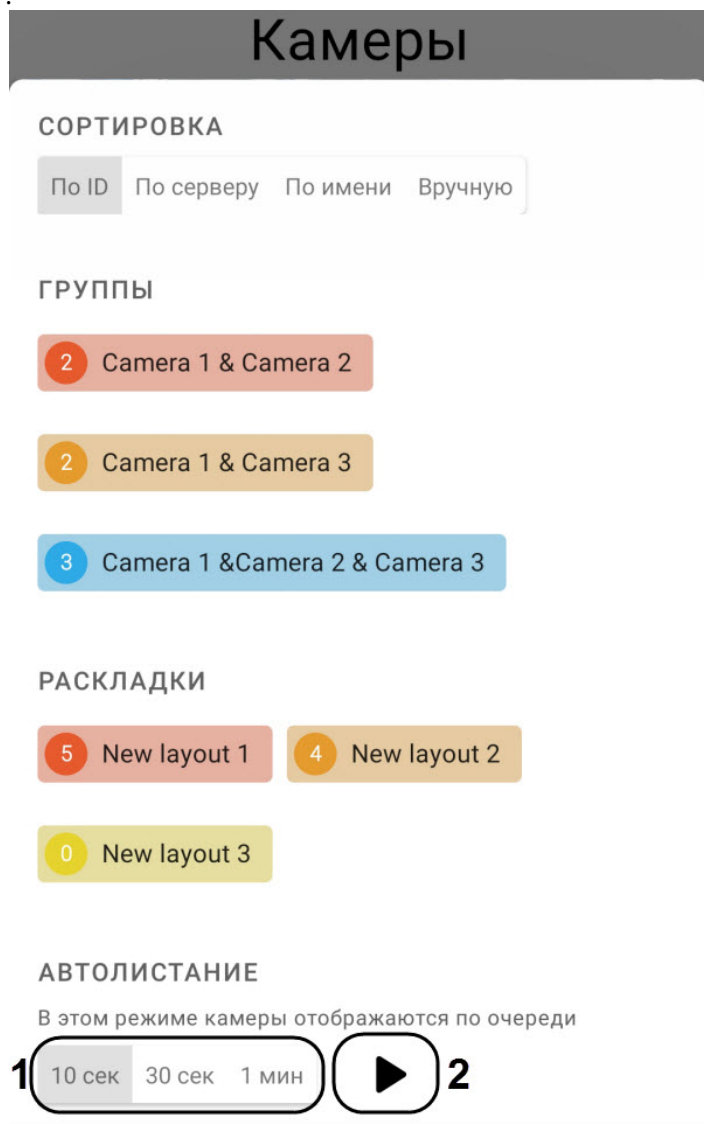 Камеры
СОРТИРОВКА
По ID По серверу По имени Вручную
ГРУППЫ
2 Camera 1 & Camera 2
2 Camera 1 & Camera 3
3 Camera 1 &Camera 2 & Camera 3
РАСКЛАДКИ
5 New layout 1 4 New layout 2
0 New layout 3
АВТОЛИСТАНИЕ
В этом режиме камеры отображаются по очереди
1 10 сек 30 сек 1 мин 2